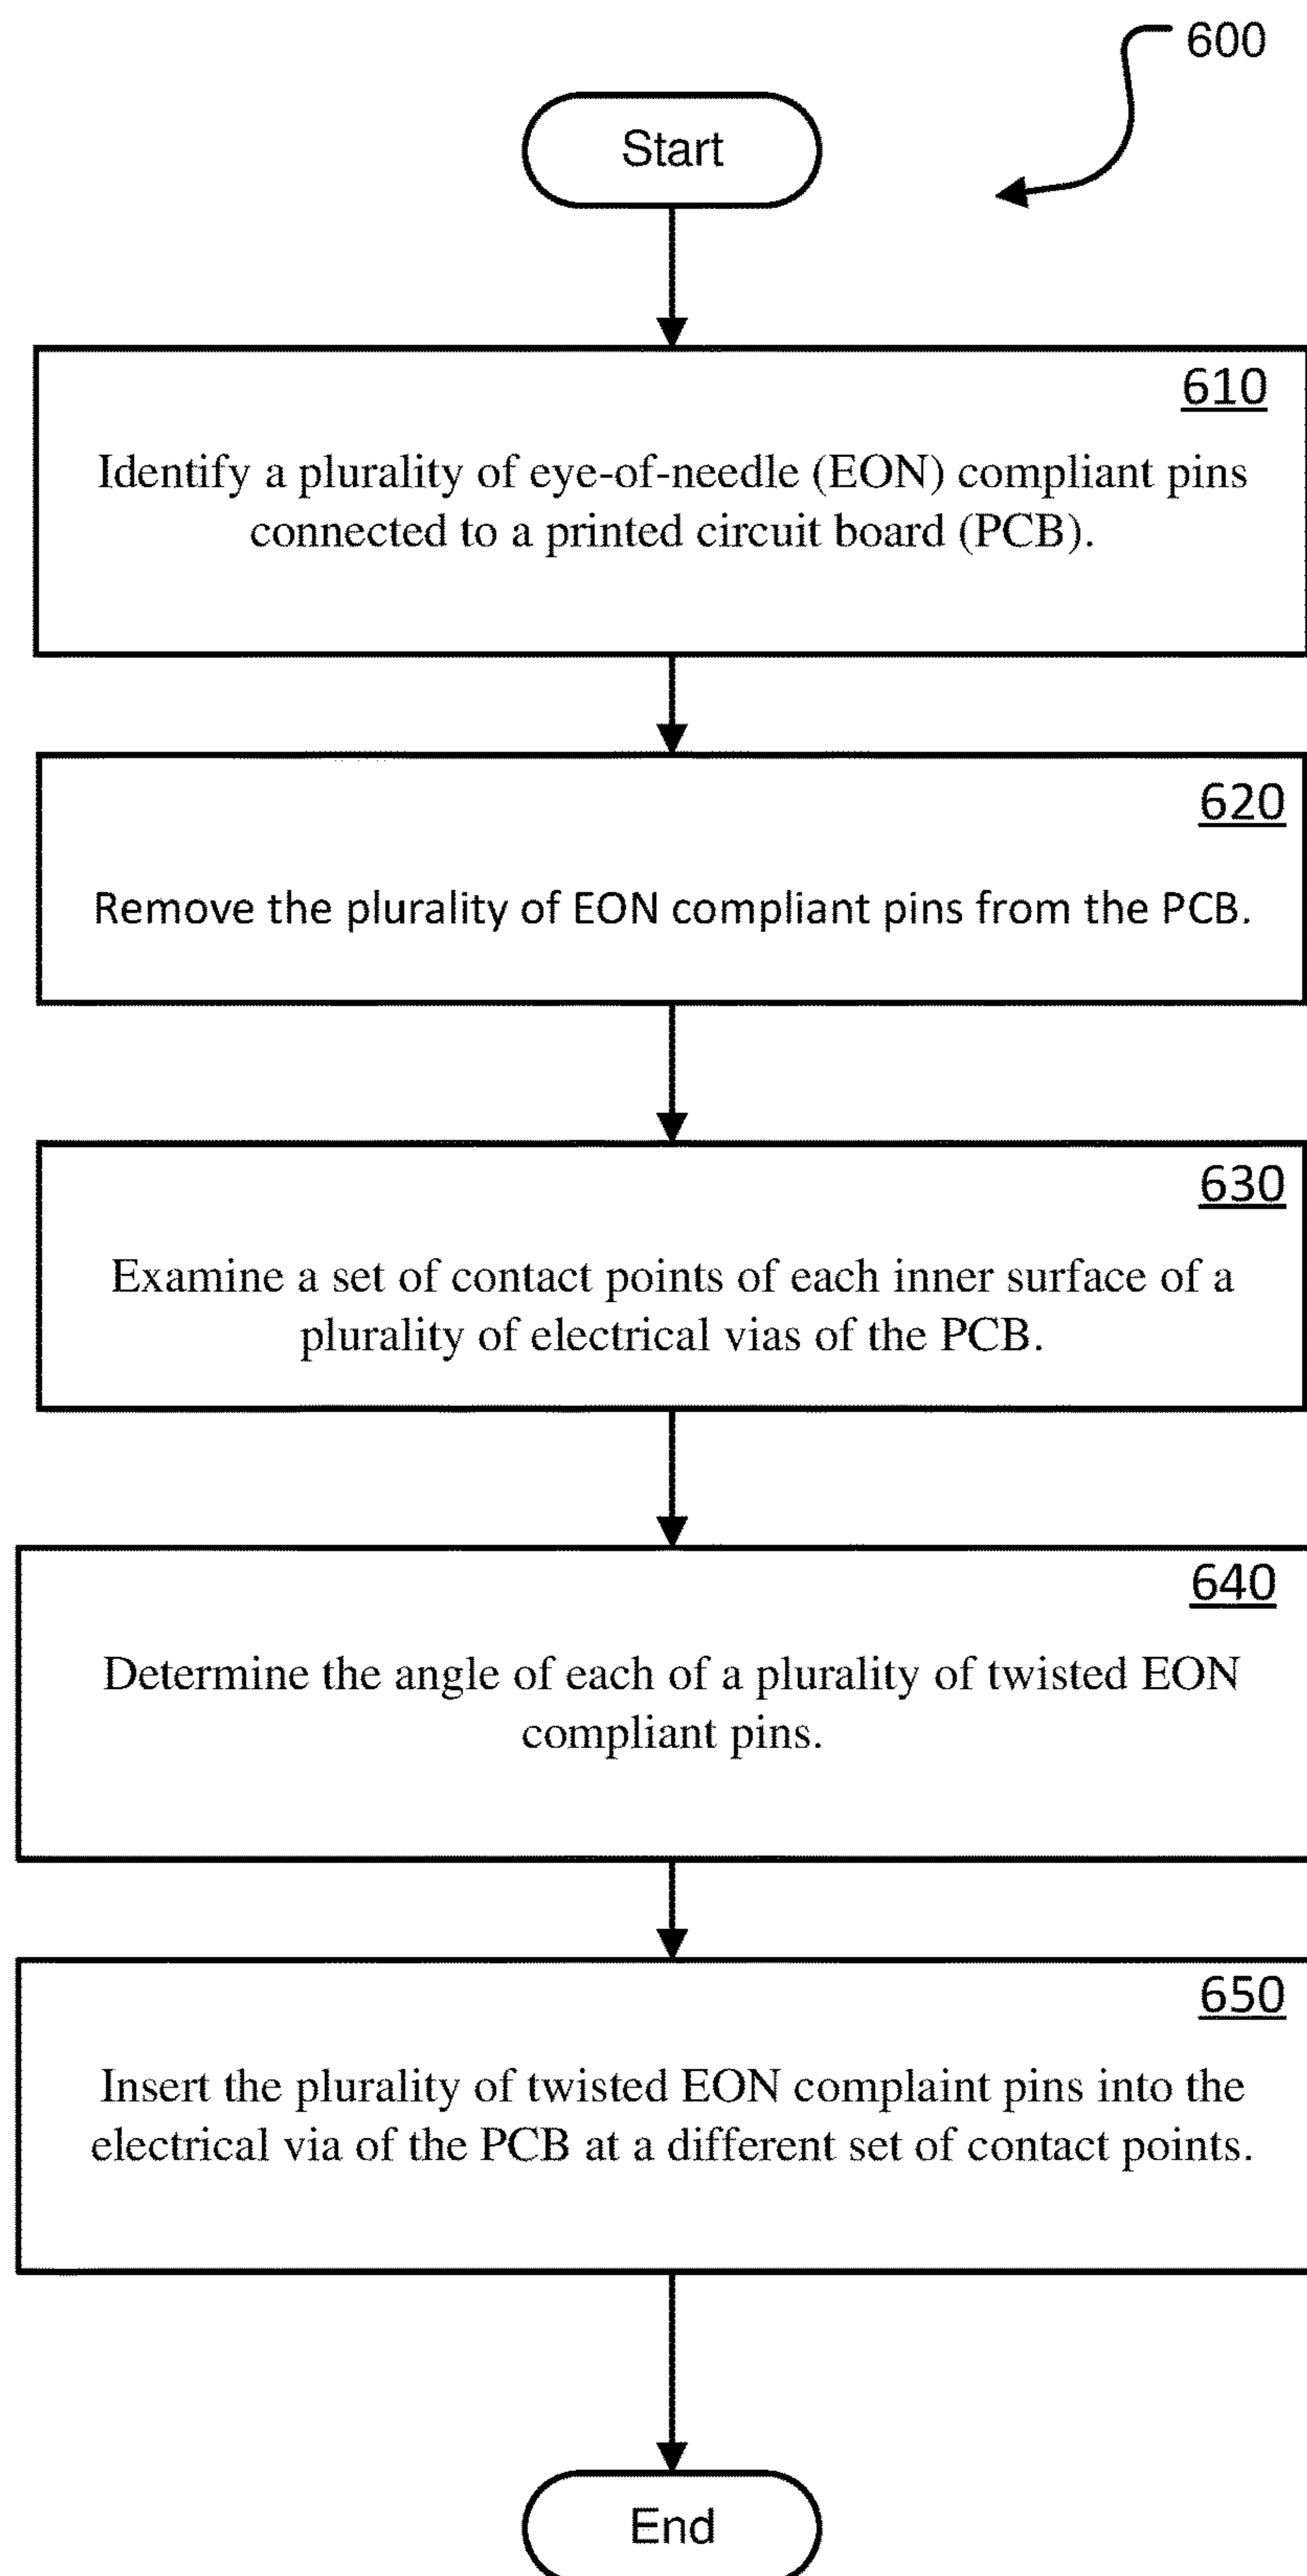 600
Start
610
Identify a plurality of eye-of-needle (EON) compliant pins
connected to a printed circuit board (PCB).
620
Remove the plurality of EON compliant pins from the PCB.
630
Examine a set of contact points of each inner surface of a
plurality of electrical vias of the PCB.
640
Determine the angle of each of a plurality of twisted EON
compliant pins.
650
Insert the plurality of twisted EON complaint pins into the
electrical via of the PCB at a different set of contact points.
End